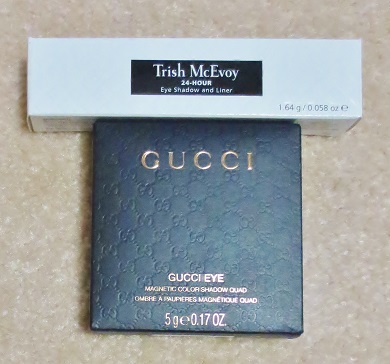 Trish McEvoy
24-HOUR
Eye Shadow and Liner
1.64 g / 0.058 oz ℮
GUCCI
GUCCI EYE
MAGNETIC COLOR SHADOW QUAD
OMBRE À PAUPIÈRES MAGNÉTIQUE QUAD
5g℮0.17 OZ.